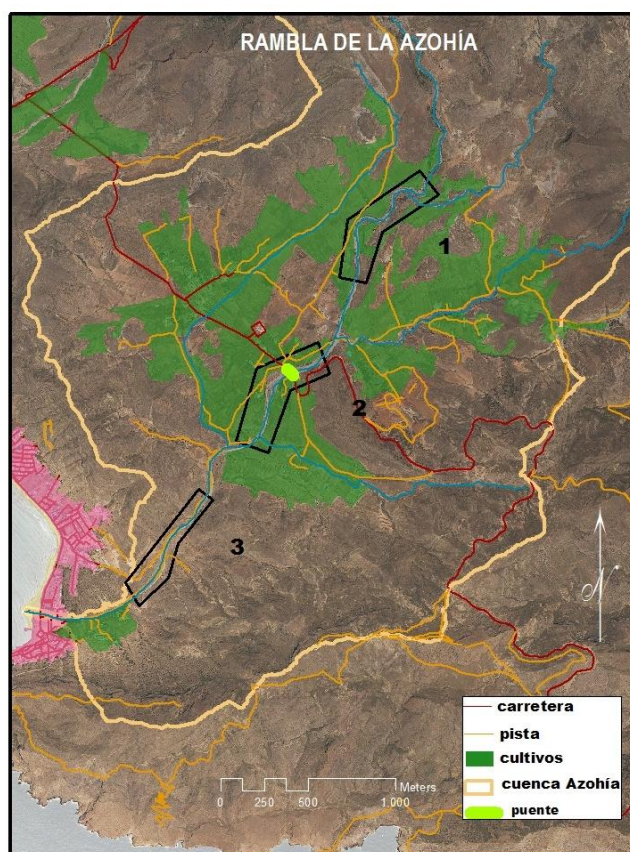 RAMBLA DE LA AZOHÍA
1
2
3
N
carretera
pista
cultivos
cuenca Azohía
puente
Meters
0 250 500 1.000